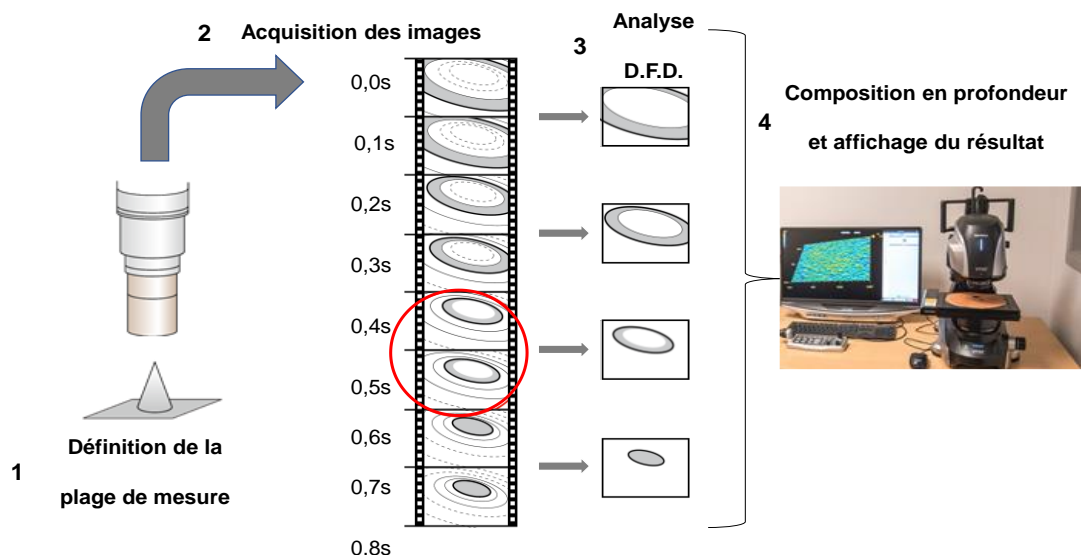 2 Acquisition des images
Analyse
3
D.F.D.
0,0s
0,1s
0,2s
0,3s
0,4s
0,5s
0,6s
0,7s
0,8s
1
Définition de la
plage de mesure
4
Composition en profondeur
et affichage du résultat